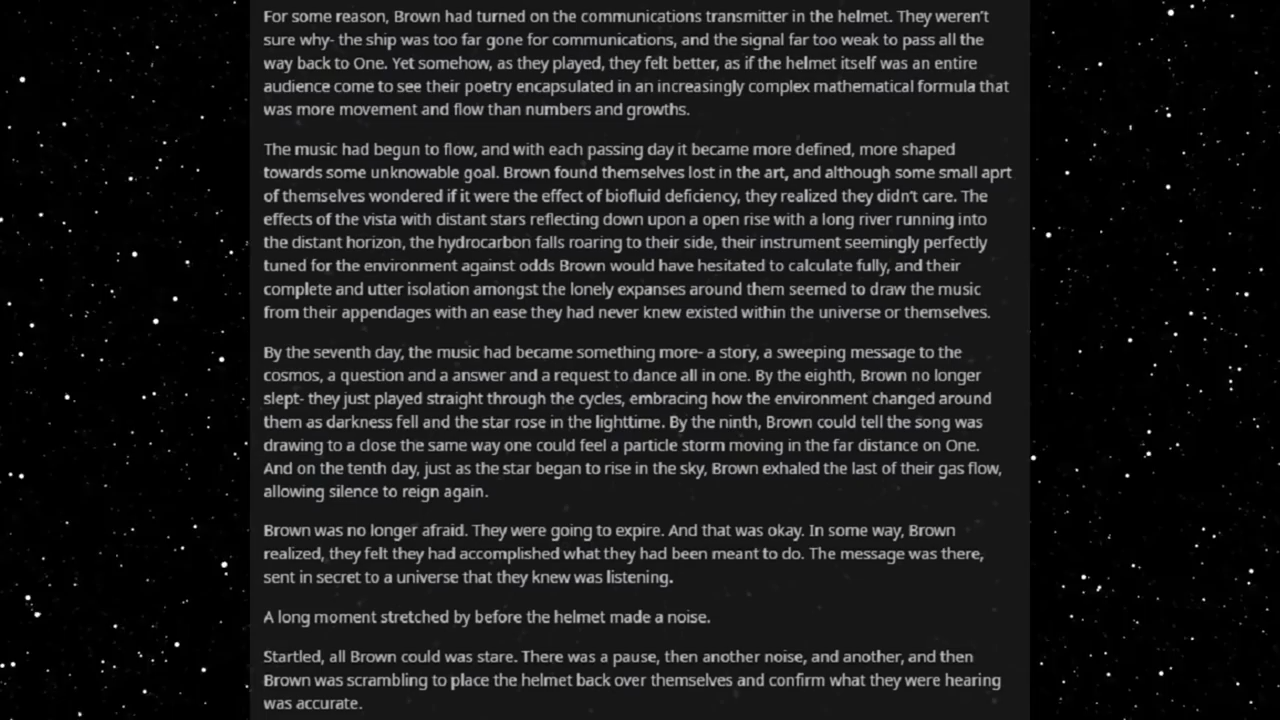 For some reason, Brown had turned on the communications transmitter in the helmet. They weren't
sure why- the ship was too far gone for communications, and the signal far too weak to pass all the
way back to One. Yet somehow, as they played, they felt better, as if the helmet itself was an entire
audience come to see their poetry encapsulated in an increasingly complex mathematical formula that
was more movement and flow than numbers and growths.
The music had begun to flow, and with each passing day it became more defined, more shaped
towards some unknowable goal. Brown found themselves lost in the art, and although some small aprt
of themselves wondered if it were the effect of biofluid deficiency, they realized they didn't care. The
effects of the vista with distant stars reflecting down upon a open rise with a long river running into
the distant horizon, the hydrocarbon falls roaring to their side, their instrument seemingly perfectly
tuned for the environment against odds Brown would have hesitated to calculate fully, and their
complete and utter isolation amongst the lonely expanses around them seemed to draw the music
from their appendages with an ease they had never knew existed within the universe or themselves.
By the seventh day, the music had became something more- a story, a sweeping message to the
cosmos, a question and a answer and a request to dance all in one. By the eighth, Brown no longer
slept- they just played straight through the cycles, embracing how the environment changed around
them as darkness fell and the star rose in the lighttime. By the ninth, Brown could tell the song was
drawing to a close the same way one could feel a particle storm moving in the far distance on One.
And on the tenth day, just as the star began to rise in the sky, Brown exhaled the last of their gas flow,
allowing silence to reign again.
Brown was no longer afraid. They were going to expire. And that was okay. In some way, Brown
realized, they felt they had accomplished what they had been meant to do. The message was there,
sent in secret to a universe that they knew was listening.
A long moment stretched by before the helmet made a noise.
Startled, all Brown could was stare. There was a pause, then another noise, and another, and then
Brown was scrambling to place the helmet back over themselves and confirm what they were hearing
was accurate.